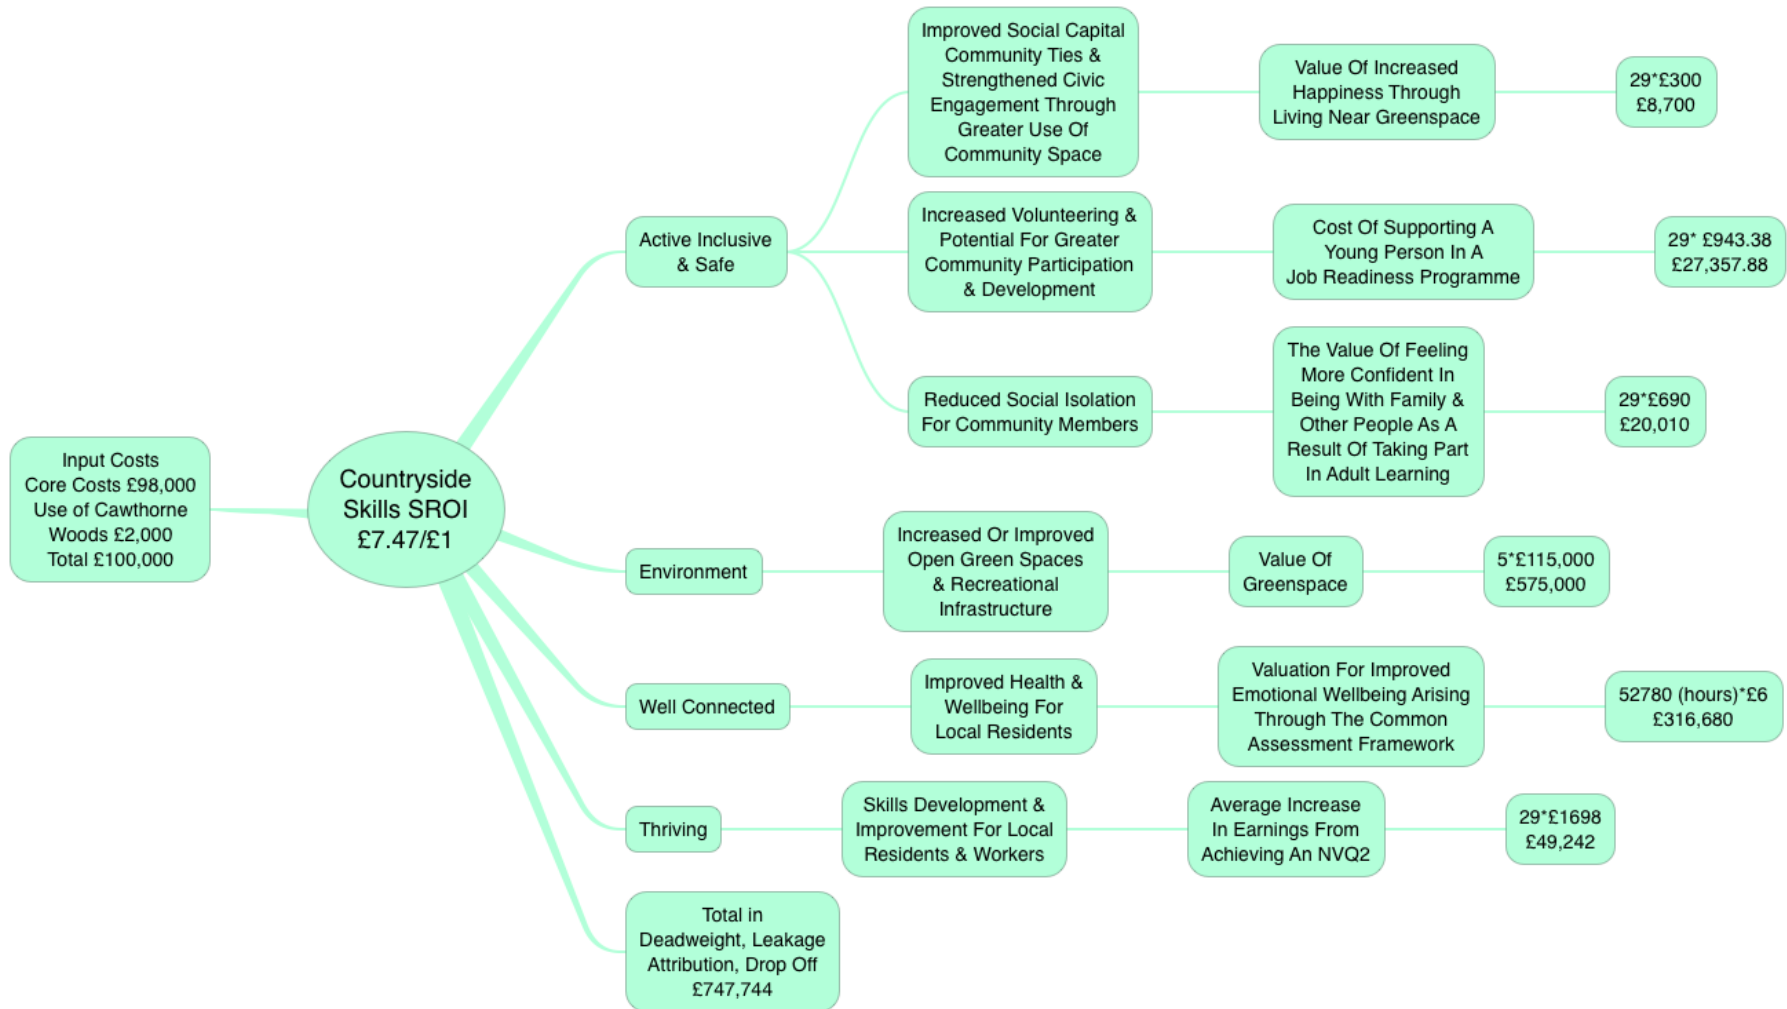 Input Costs
Core Costs £98,000
Use of Cawthorne
Woods £2,000
Total £100,000
Countryside
Skills SROI
£7.47/£1
Active Inclusive
& Safe
Improved Social Capital
Community Ties &
Strengthened Civic
Engagement Through
Greater Use Of
Community Space
Value Of Increased
Happiness Through
Living Near Greenspace
29*£300
£8,700
Increased Volunteering &
Potential For Greater
Community Participation
& Development
Cost Of Supporting A
Young Person In A
Job Readiness Programme
29* £943.38
£27,357.88
Reduced Social Isolation
For Community Members
The Value Of Feeling
More Confident In
Being With Family &
Other People As A
Result Of Taking Part
In Adult Learning
29*£690
£20,010
Environment
Increased Or Improved
Open Green Spaces
& Recreational
Infrastructure
Value Of
Greenspace
5*£115,000
£575,000
Well Connected
Improved Health &
Wellbeing For
Local Residents
Valuation For Improved
Emotional Wellbeing Arising
Through The Common
Assessment Framework
52780 (hours)*£6
£316,680
Thriving
Skills Development &
Improvement For Local
Residents & Workers
Average Increase
In Earnings From
Achieving An NVQ2
29*£1698
£49,242
Total in
Deadweight, Leakage
Attribution, Drop Off
£747,744